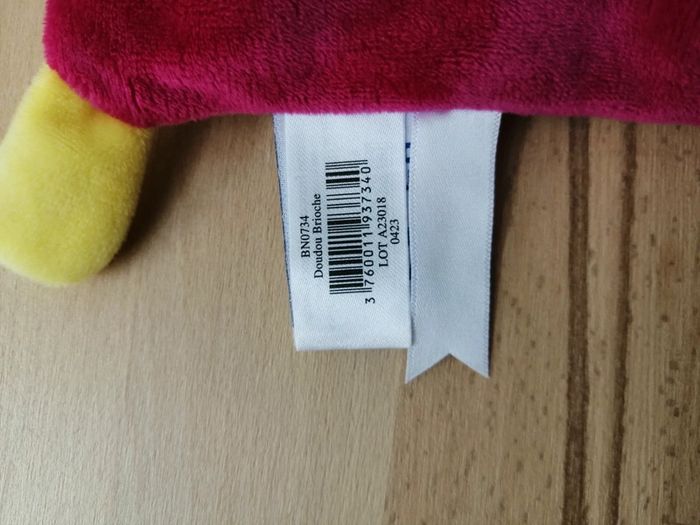 BN0734
Doudou Brioche
3 760011 937340
LOT A23018
0423